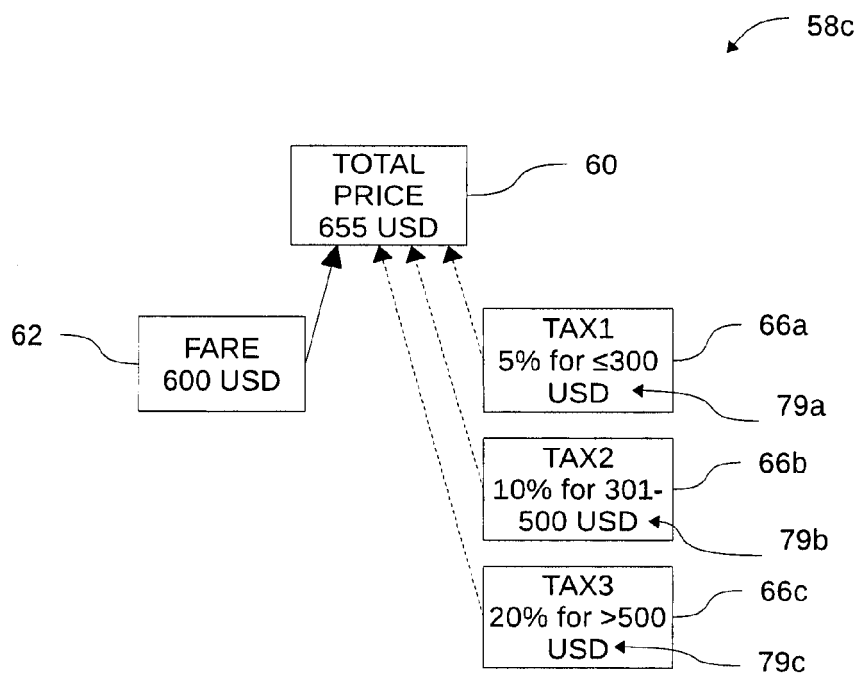 58c
TOTAL
PRICE
655 USD
60
62
FARE
600 USD
TAX1
5% for ≤300
USD
66a
79a
TAX2
10% for 301-
500 USD
66b
79b
TAX3
20% for >500
USD
66c
79c